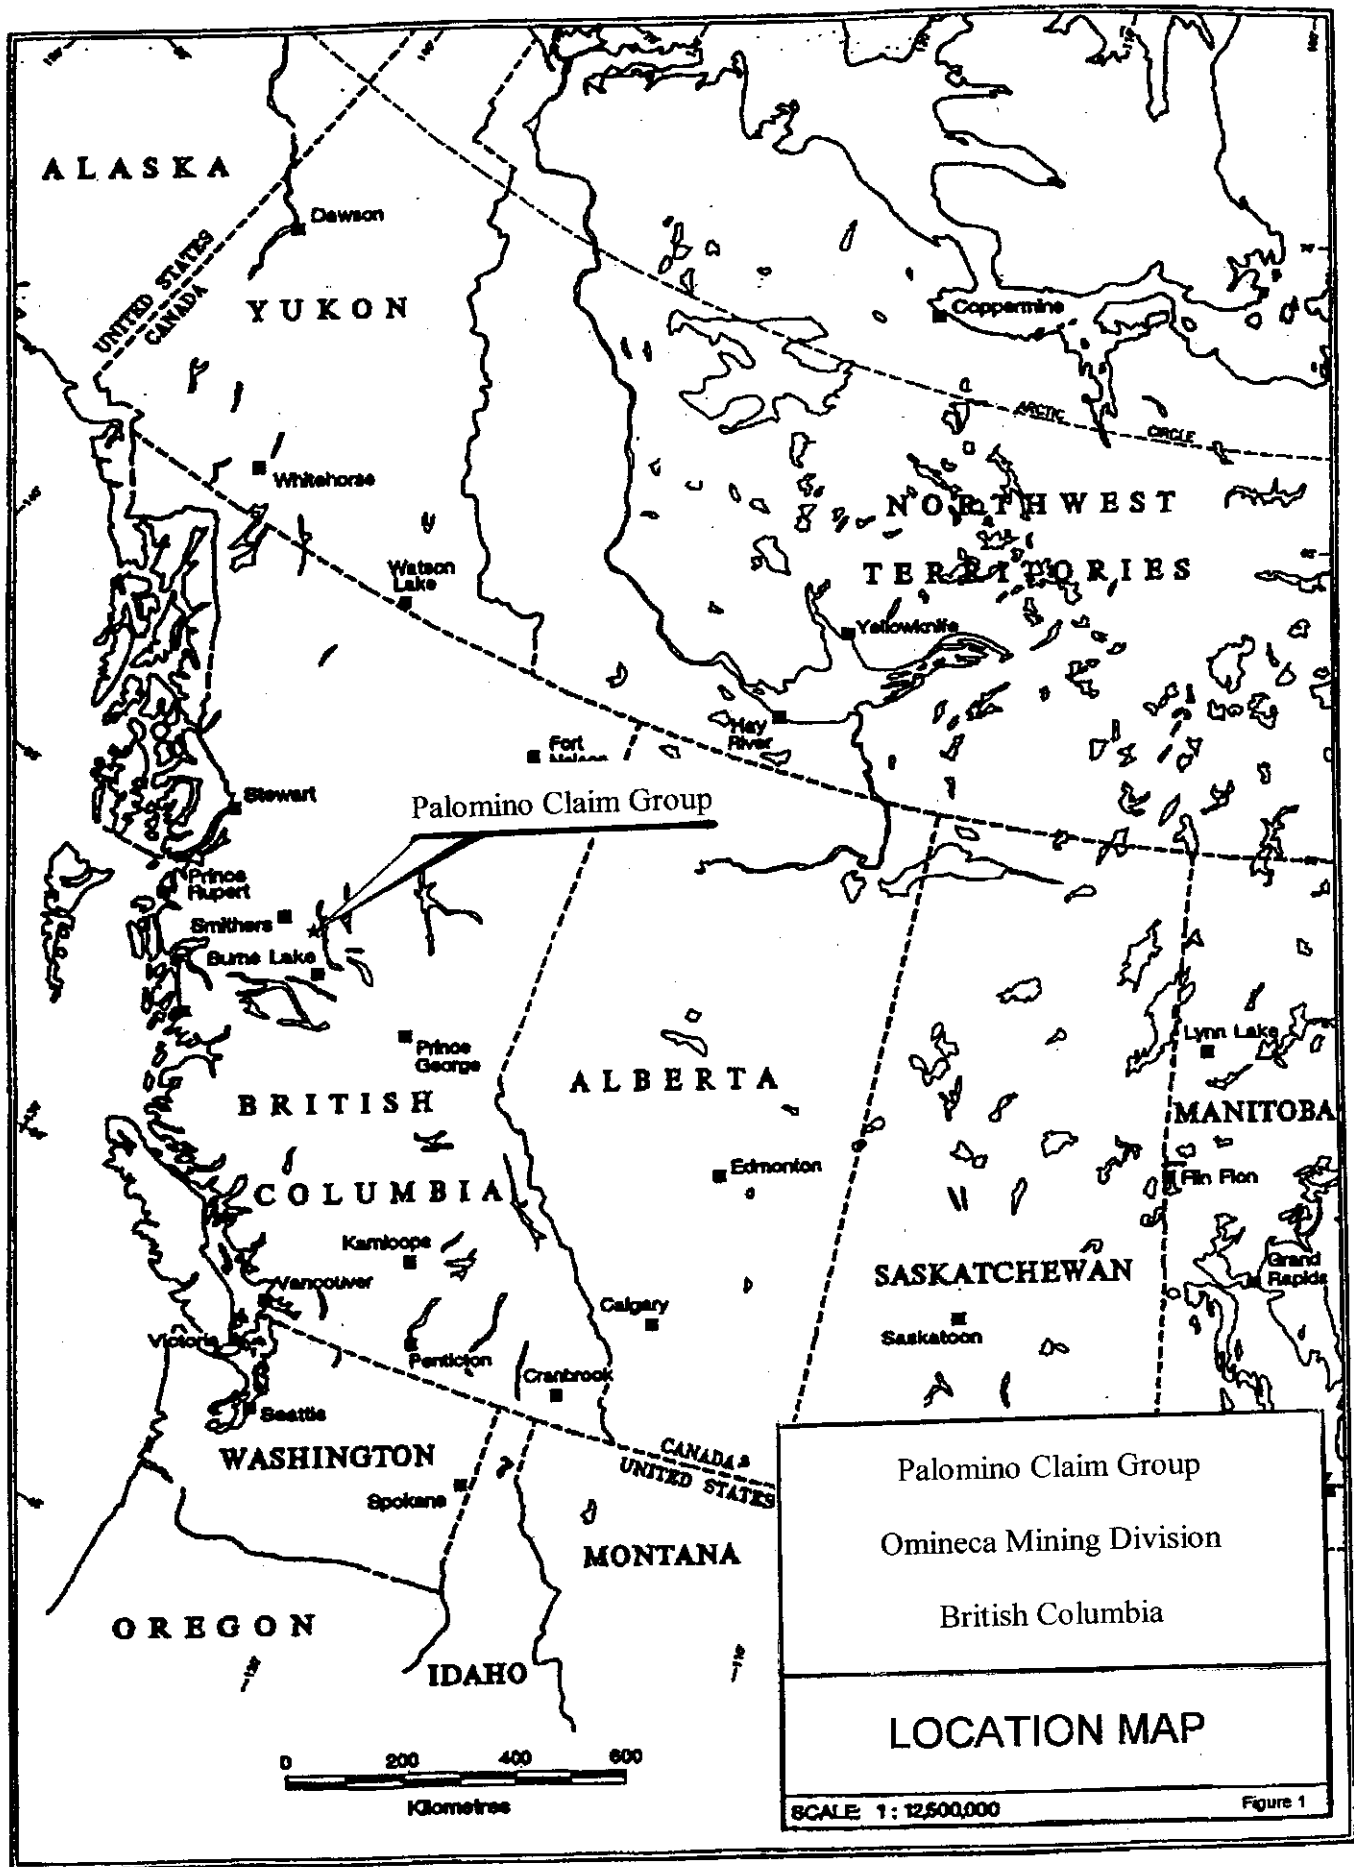 ALASKA
Dawson
UNITED STATES
CANADA
YUKON
Coppermine
ARCTIC CIRCLE
Whitehorse
NORTHWEST
TERRITORIES
Watson
Lake
Yellowknife
Hay
River
Fort
Nelson
Stewart
Palomino Claim Group
Prince
Rupert
Smithers
Burns Lake
Prince
George
Lynn Lake
BRITISH
ALBERTA
MANITOBA
Edmonton
Flin Flon
COLUMBIA
Kamloops
SASKATCHEWAN
Grand
Rapids
Vancouver
Calgary
Victoria
Saskatoon
Penticton
Cranbrook
Seattle
WASHINGTON
CANADA
UNITED STATES
Spokane
MONTANA
OREGON
IDAHO
Palomino Claim Group
Omineca Mining Division
British Columbia
LOCATION MAP
0 200 400 600
Kilometres
SCALE 1 : 12,500,000
Figure 1